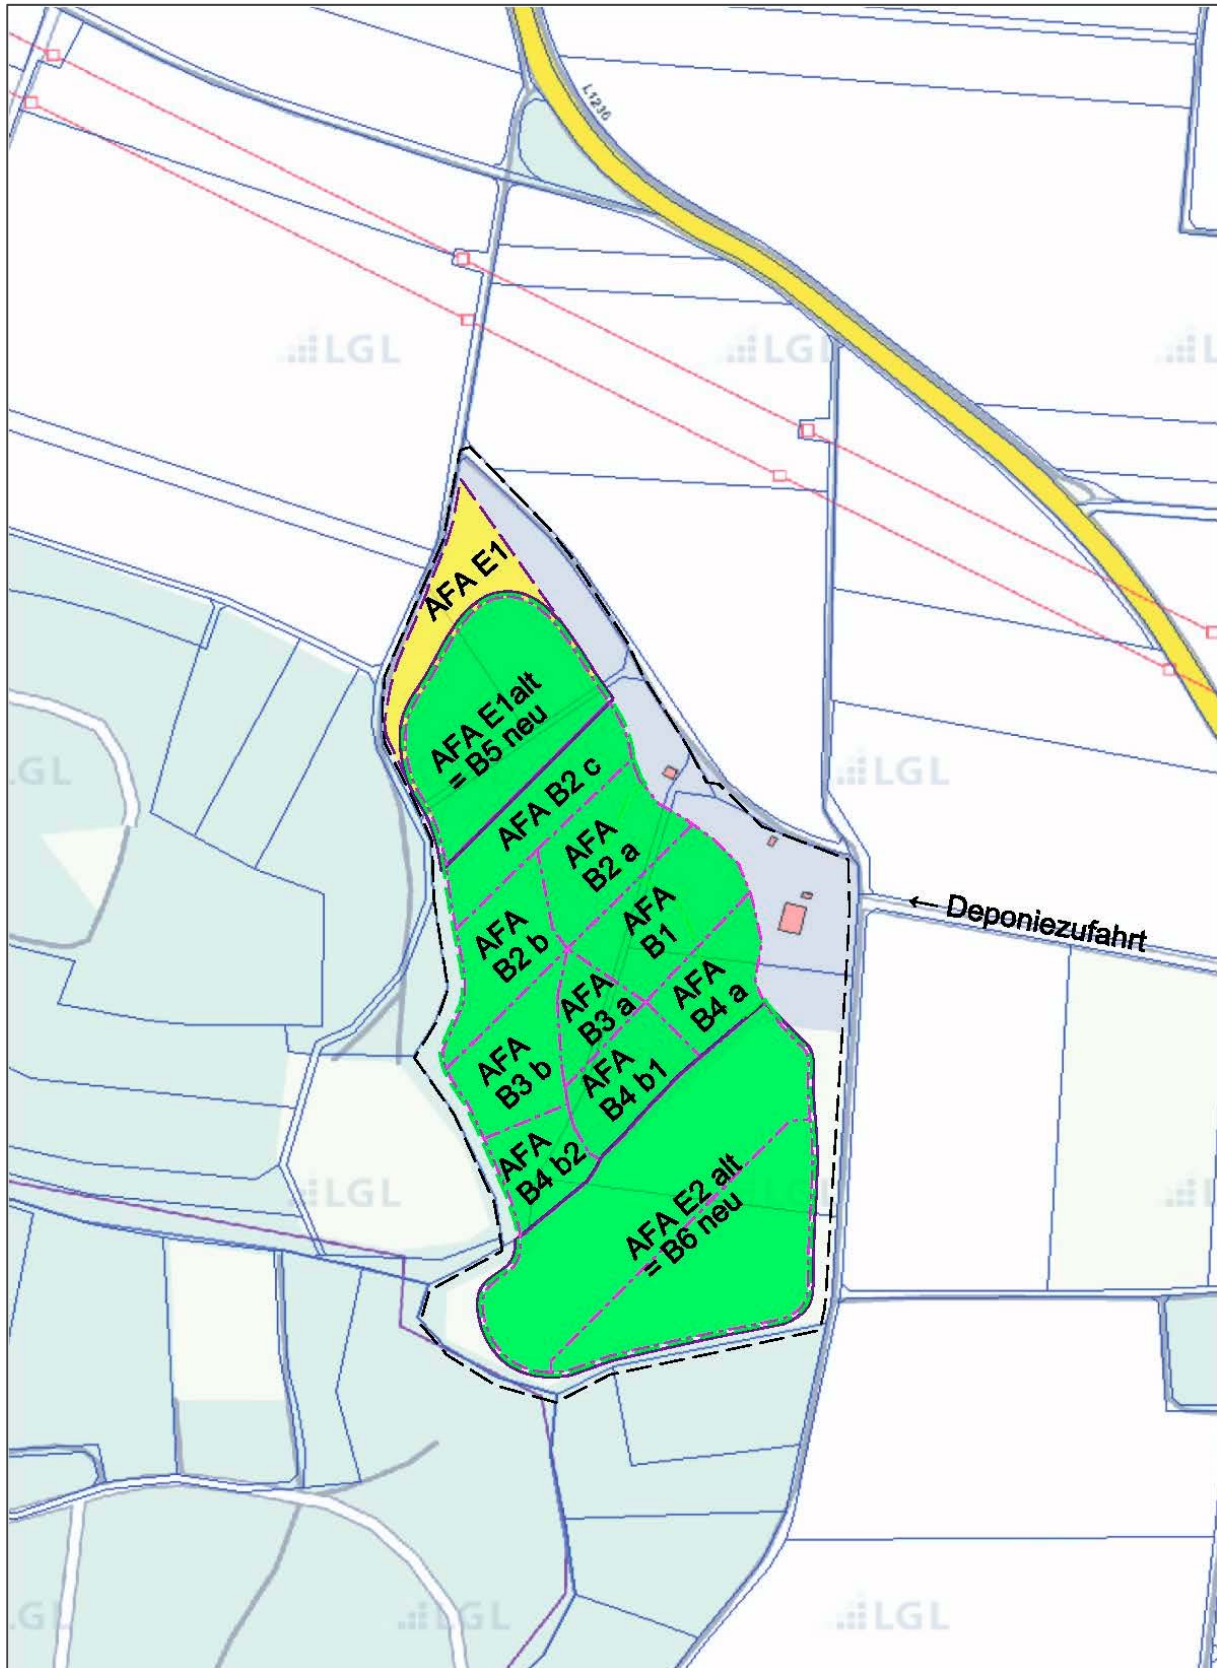 L1236
LGL
LGL
LGL
AFA E1
AFA E1alt
= B5 neu
LGL
LGL
AFA B2 c
AFA
B2 a
AFA
B2 b
AFA
B1
← Deponiezufahrt
AFA
B3 a
AFA
B4 a
AFA
B3 b
AFA
B4 b1
AFA
B4 b2
LGL
LGL
LGL
AFA E2 alt
= B6 neu
LGL
LGL
LGL